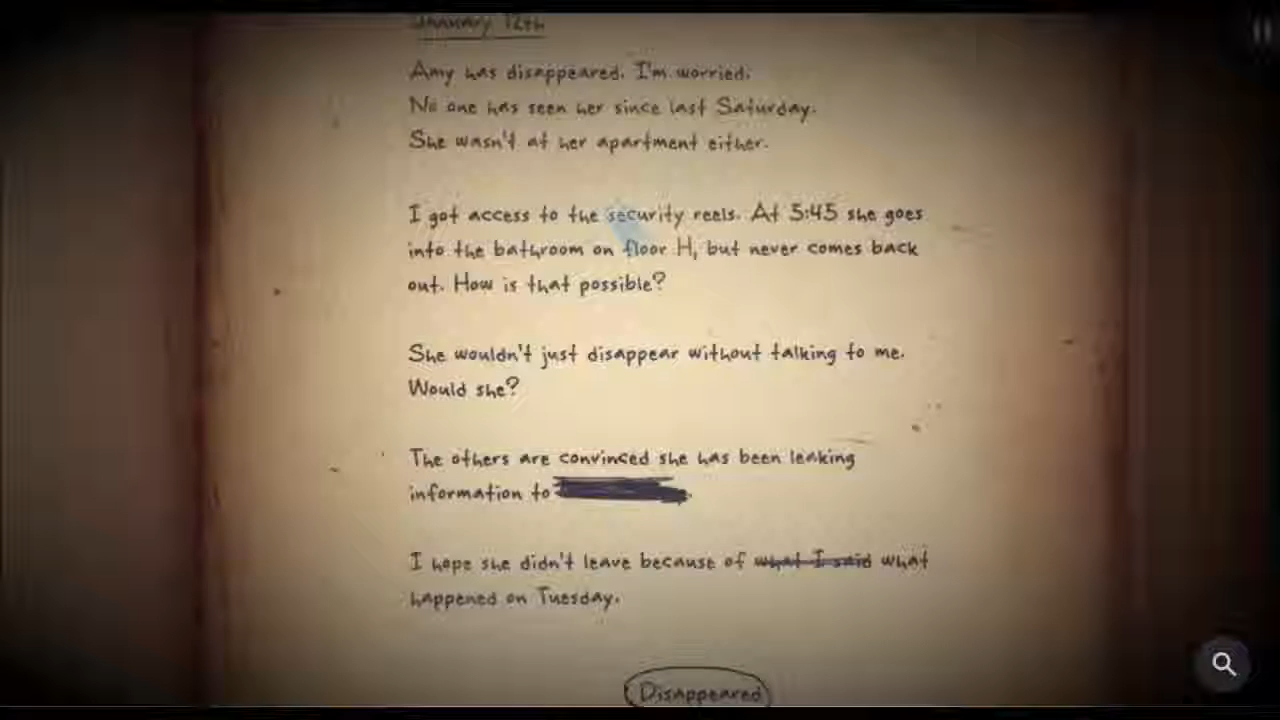 January 12th
Amy has disappeared. I'm worried.
No one has seen her since last Saturday.
She wasn't at her apartment either.
I got access to the security reels. At 5:45 she goes
into the bathroom on floor H, but never comes back
out. How is that possible?
She wouldn't just disappear without talking to me.
Would she?
The others are convinced she has been leaking
information to
I hope she didn't leave because of what I said what
happened on Tuesday.
Disappeared